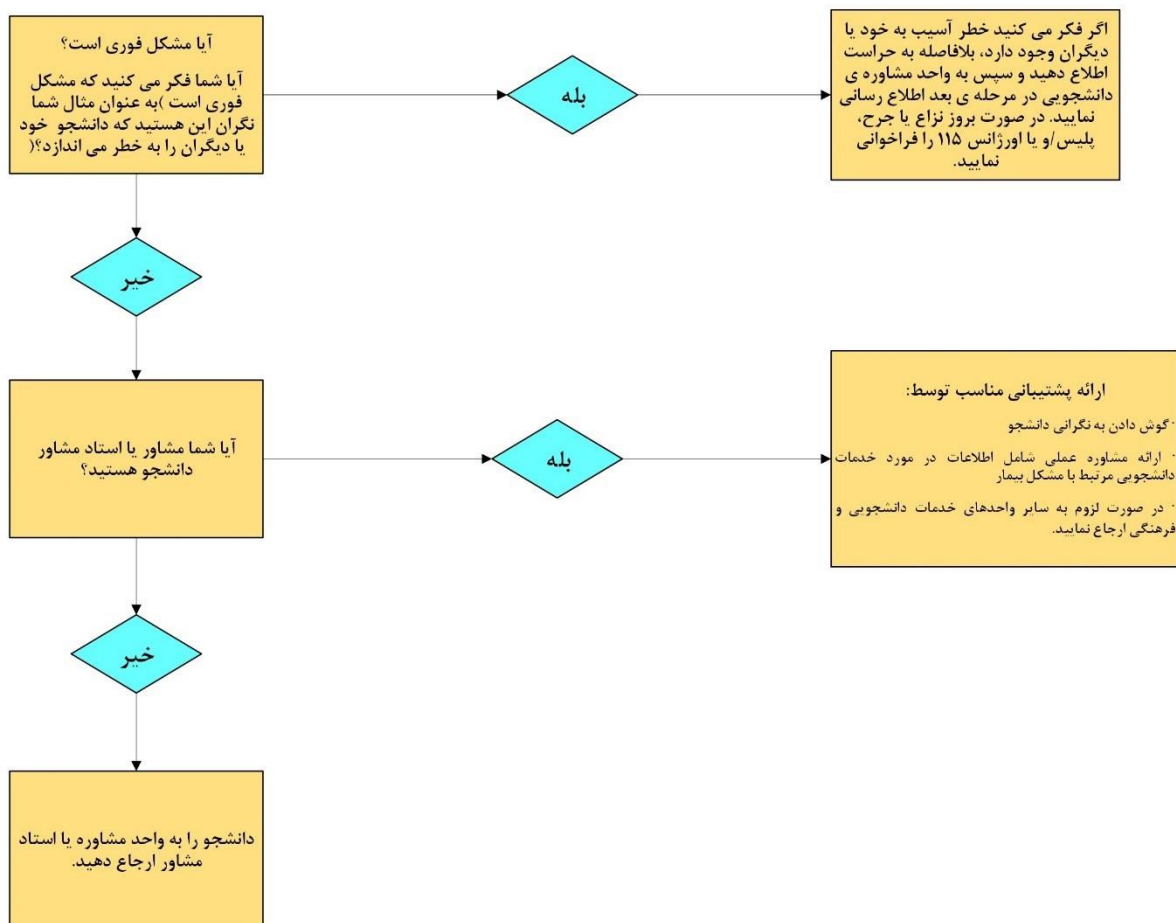 آیا مشکل فوری است؟
آیا شما فکر می کنید که مشکل
فوری است )به عنوان مثال شما
نگران این هستید که دانشجو خود
یا دیگران را به خطر می اندازد؟(
بله
اگر فکر می کنید خطر آسیب به خود یا
دیگران وجود دارد، بلافاصله به حراست
اطلاع دهید و سپس به واحد مشاوره ی
دانشجویی در مرحله ی بعد اطلاع رسانی
نمایید. در صورت بروز نزاع یا جرح،
پلیس/و یا اورژانس ۱۱۵ را فراخوانی
نمایید.
خیر
آیا شما مشاور یا استاد مشاور
دانشجو هستید؟
بله
ارائه پشتیبانی مناسب توسط:
· گوش دادن به نگرانی دانشجو
· ارائه مشاوره عملی شامل اطلاعات در مورد خدمات
دانشجویی مرتبط با مشکل بیمار
· در صورت لزوم به سایر واحدهای خدمات دانشجویی و
فرهنگی ارجاع نمایید.
خیر
دانشجو را به واحد مشاوره یا استاد
مشاور ارجاع دهید.